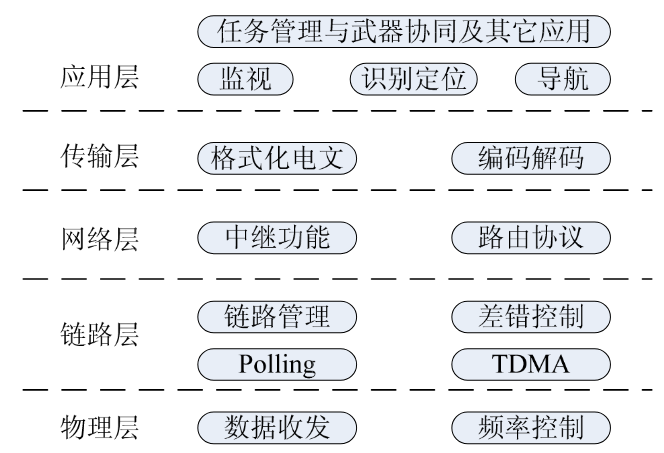 任务管理与武器协同及其它应用
应用层 监视 识别定位 导航
传输层 格式化电文 编码解码
网络层 中继功能 路由协议
链路管理 差错控制
链路层
Polling TDMA
物理层 数据收发 频率控制